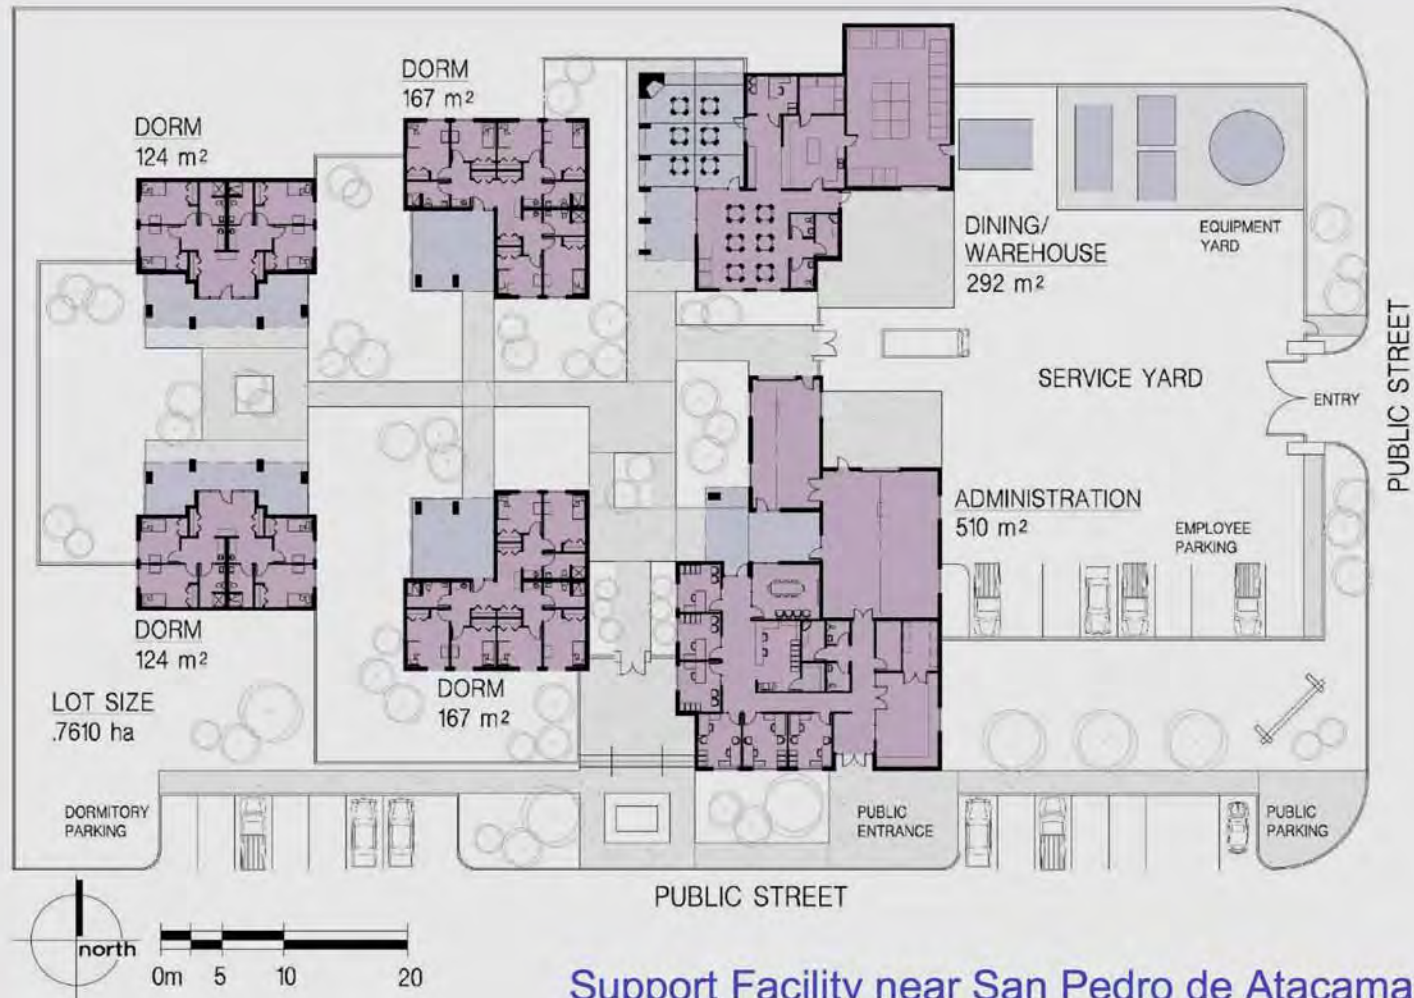 DORM
167 m²
DORM
124 m²
DINING/
WAREHOUSE
292 m²
EQUIPMENT
YARD
SERVICE YARD
ENTRY
PUBLIC STREET
ADMINISTRATION
510 m²
EMPLOYEE
PARKING
DORM
124 m²
DORM
167 m²
LOT SIZE
.7610 ha
DORMITORY
PARKING
PUBLIC
ENTRANCE
PUBLIC
PARKING
PUBLIC STREET
north
0m 5 10 20
Support Facility near San Pedro de Atacama